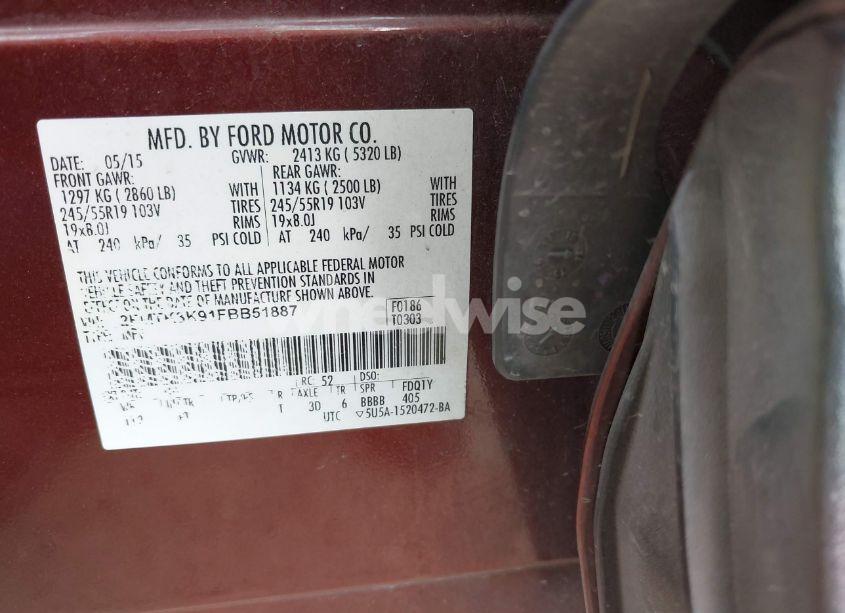 MFD. BY FORD MOTOR CO.
DATE: 05/15 GVWR: 2413 KG ( 5320 LB)
FRONT GAWR: REAR GAWR:
1297 KG ( 2860 LB) WITH 1134 KG ( 2500 LB) WITH
245/55R19 103V TIRES 245/55R19 103V TIRES
19x8.0J RIMS 19x8.0J RIMS
AT 240 kPa/ 35 PSI COLD AT 240 kPa/ 35 PSI COLD
THIS VEHICLE CONFORMS TO ALL APPLICABLE FEDERAL MOTOR
VEHICLE SAFETY AND THEFT PREVENTION STANDARDS IN
EFFECT ON THE DATE OF MANUFACTURE SHOWN ABOVE.
K91FBB51887 F0186
T0303
wheelwise
RC: 52 DSO:
R AXLE TR SPR FDQTY
T 3D 6 BBBB 405
UTC ▽5U5A-1520472-BA